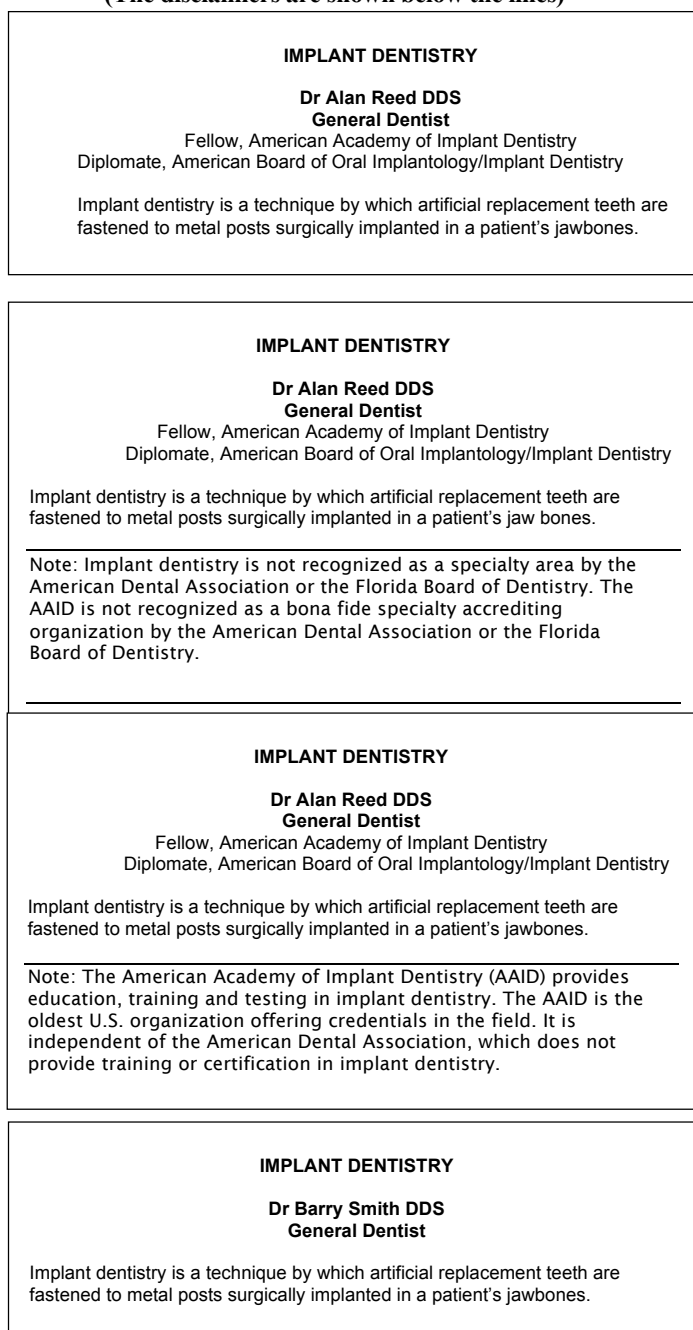 (The disclaimers are shown below the lines)
IMPLANT DENTISTRY
Dr Alan Reed DDS
General Dentist
Fellow, American Academy of Implant Dentistry
Diplomate, American Board of Oral Implantology/Implant Dentistry
Implant dentistry is a technique by which artificial replacement teeth are
fastened to metal posts surgically implanted in a patient’s jawbones.
IMPLANT DENTISTRY
Dr Alan Reed DDS
General Dentist
Fellow, American Academy of Implant Dentistry
Diplomate, American Board of Oral Implantology/Implant Dentistry
Implant dentistry is a technique by which artificial replacement teeth are
fastened to metal posts surgically implanted in a patient’s jaw bones.
Note: Implant dentistry is not recognized as a specialty area by the
American Dental Association or the Florida Board of Dentistry. The
AAID is not recognized as a bona fide specialty accrediting
organization by the American Dental Association or the Florida
Board of Dentistry.
IMPLANT DENTISTRY
Dr Alan Reed DDS
General Dentist
Fellow, American Academy of Implant Dentistry
Diplomate, American Board of Oral Implantology/Implant Dentistry
Implant dentistry is a technique by which artificial replacement teeth are
fastened to metal posts surgically implanted in a patient’s jawbones.
Note: The American Academy of Implant Dentistry (AAID) provides
education, training and testing in implant dentistry. The AAID is the
oldest U.S. organization offering credentials in the field. It is
independent of the American Dental Association, which does not
provide training or certification in implant dentistry.
IMPLANT DENTISTRY
Dr Barry Smith DDS
General Dentist
Implant dentistry is a technique by which artificial replacement teeth are
fastened to metal posts surgically implanted in a patient’s jawbones.